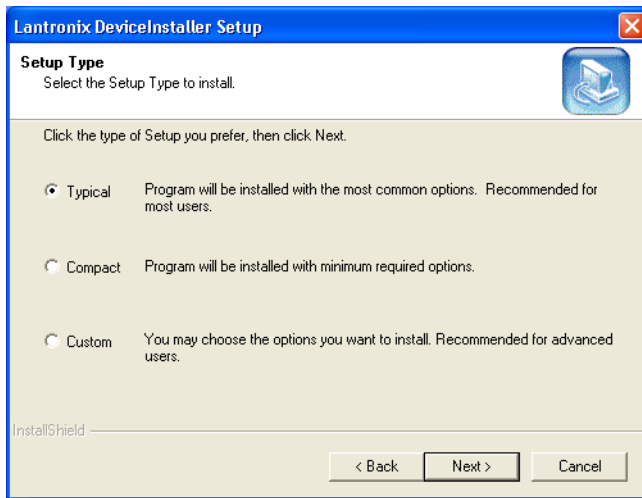 Lantronix DeviceInstaller Setup
Setup Type
Select the Setup Type to install.
Click the type of Setup you prefer, then click Next.
Typical Program will be installed with the most common options. Recommended for
most users.
Compact Program will be installed with minimum required options.
Custom You may choose the options you want to install. Recommended for advanced
users.
InstallShield
< Back Next > Cancel